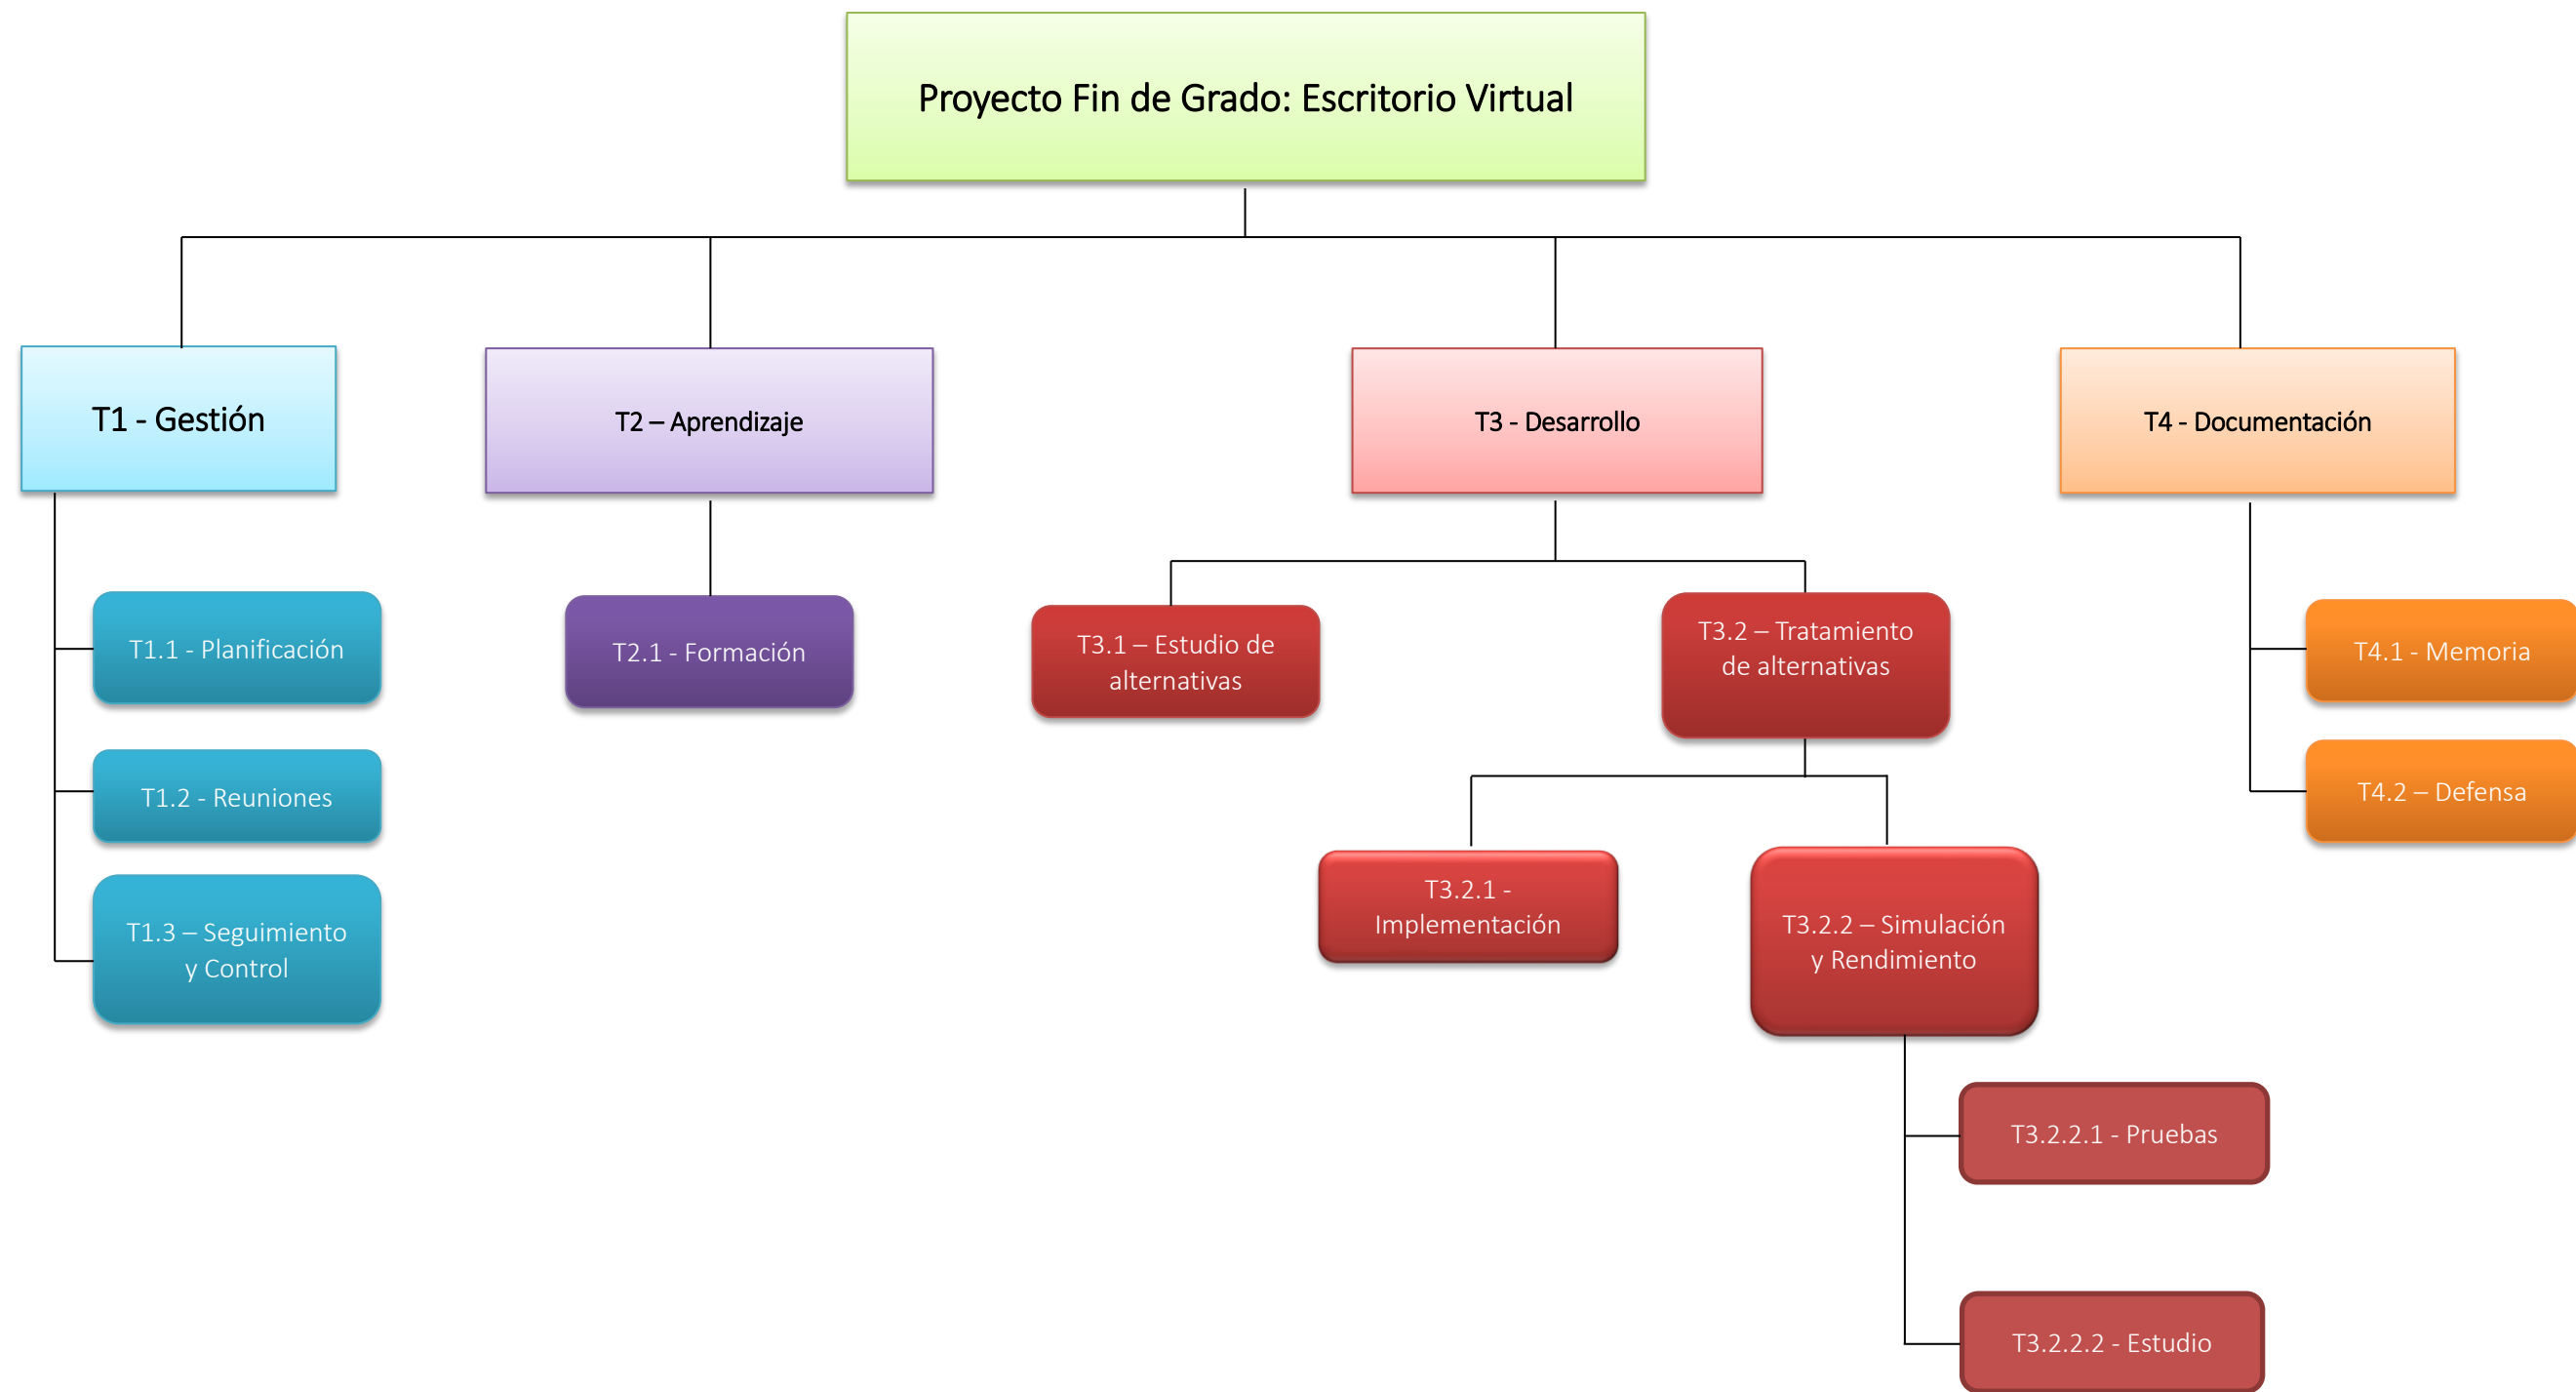 Proyecto Fin de Grado: Escritorio Virtual
T1 - Gestión
T2 – Aprendizaje
T3 - Desarrollo
T4 - Documentación
T1.1 - Planificación
T1.2 - Reuniones
T1.3 – Seguimiento
y Control
T2.1 - Formación
T3.1 – Estudio de
alternativas
T3.2 – Tratamiento
de alternativas
T3.2.1 -
Implementación
T3.2.2 – Simulación
y Rendimiento
T3.2.2.1 - Pruebas
T3.2.2.2 - Estudio
T4.1 - Memoria
T4.2 – Defensa